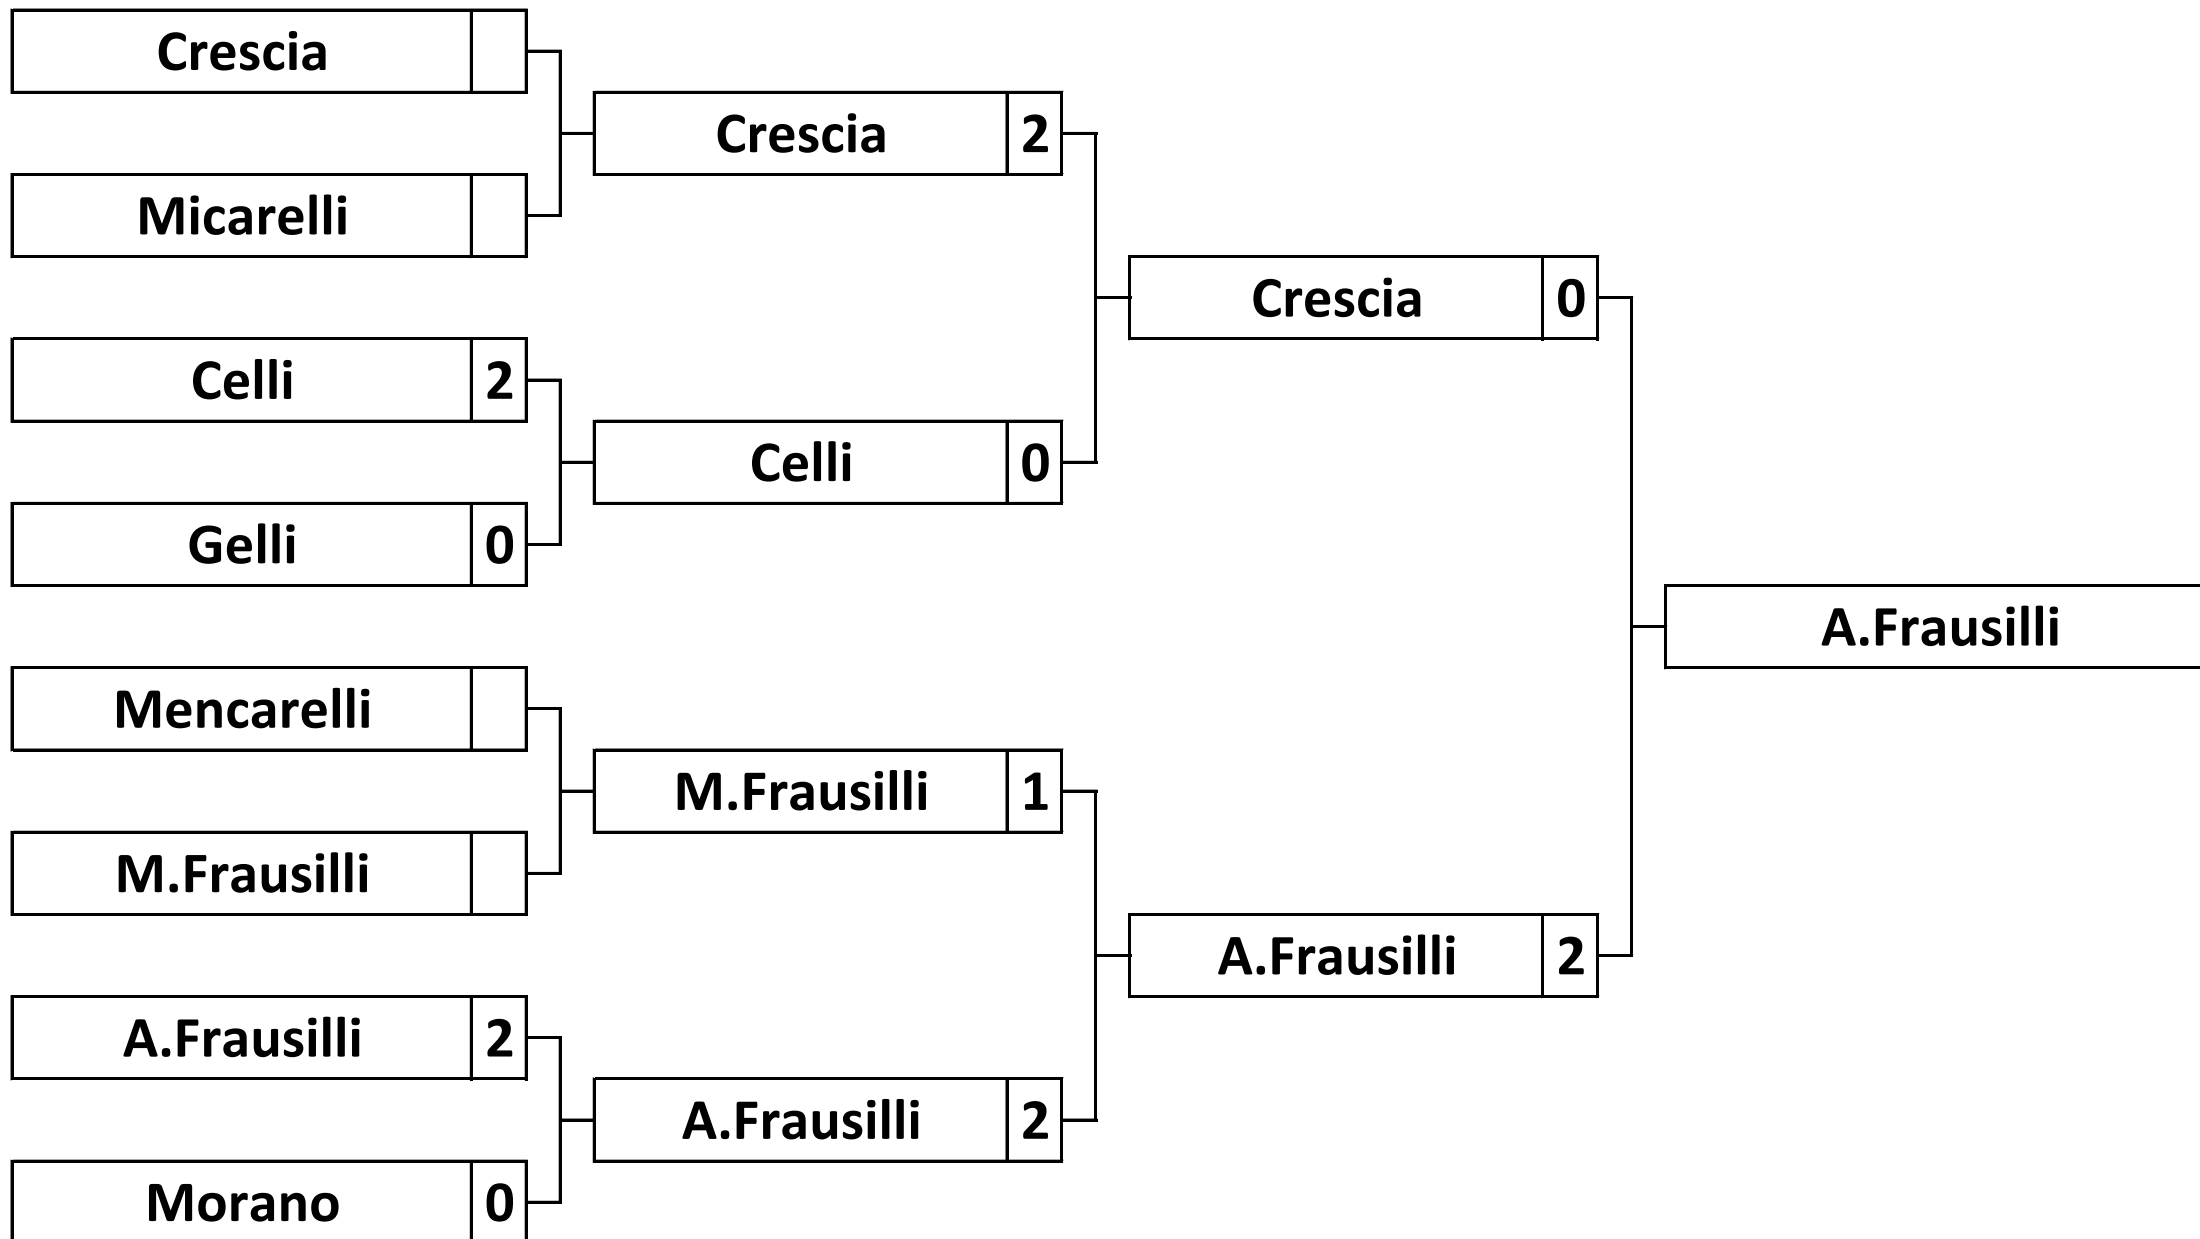 Crescia
Micarelli
Celli 2
Gelli 0
Mencarelli
M.Frausilli
A.Frausilli 2
Morano 0
Crescia 2
Celli 0
M.Frausilli 1
A.Frausilli 2
Crescia 0
A.Frausilli 2
A.Frausilli